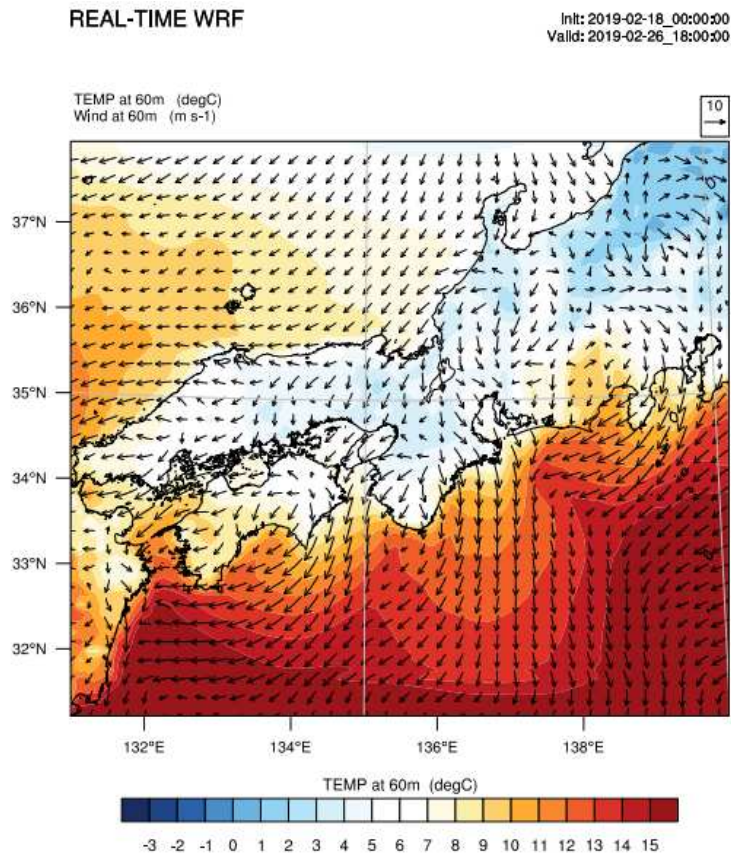 REAL-TIME WRF
Init: 2019-02-18_00:00:00
Valid: 2019-02-26_18:00:00
TEMP at 60m (degC)
Wind at 60m (m s-1)
10
37°N
36°N
35°N
34°N
33°N
32°N
132°E 134°E 136°E 138°E
TEMP at 60m (degC)
-3 -2 -1 0 1 2 3 4 5 6 7 8 9 10 11 12 13 14 15